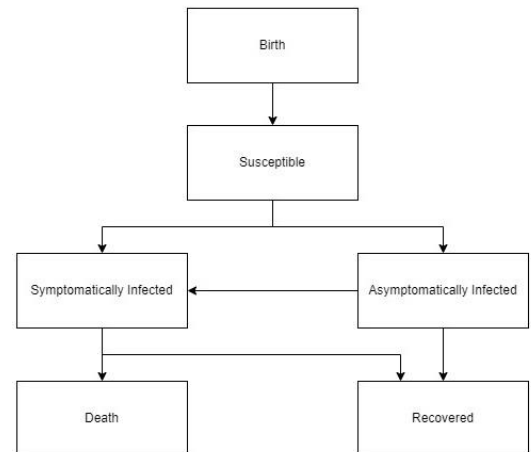 Birth
Susceptible
Symptomatically Infected
Asymptomatically Infected
Death
Recovered